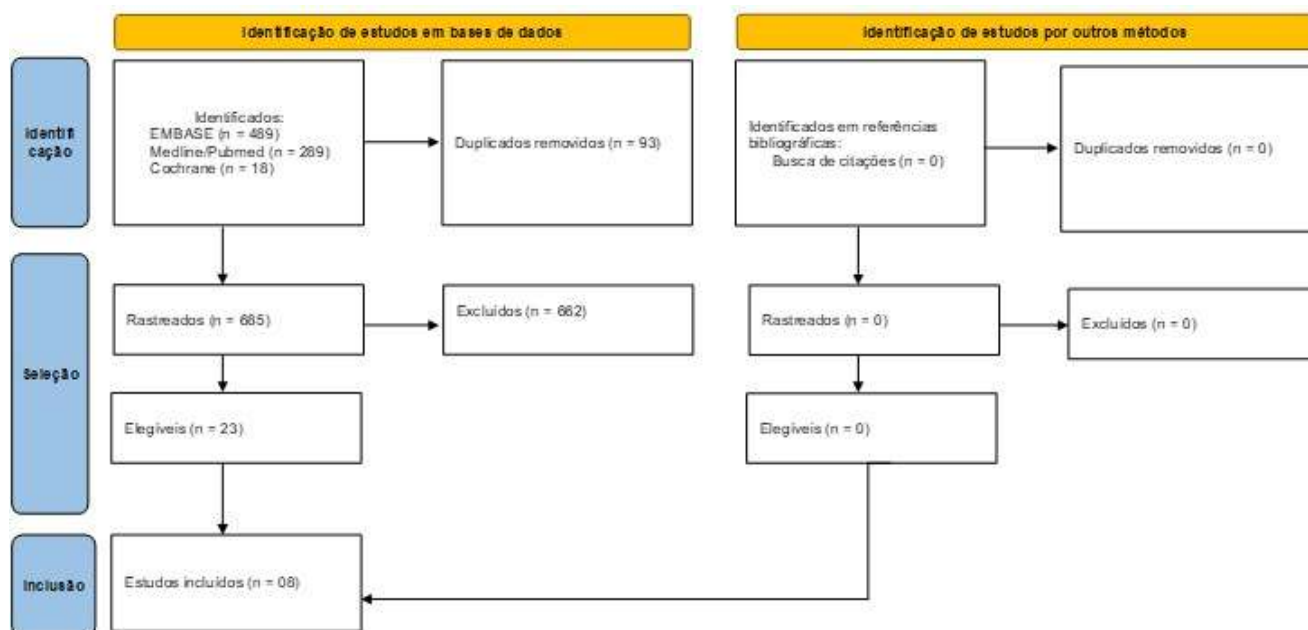 Identificação de estudos em bases de dados
Identificação de estudos por outros métodos
Identifi
cação
Identificados:
EMBASE (n = 489)
Medline/Pubmed (n = 289)
Cochrane (n = 18)
Duplicados removidos (n = 93)
Identificados em referências
bibliográficas:
Busca de citações (n = 0)
Duplicados removidos (n = 0)
Seleção
Rastreados (n = 685)
Excluídos (n = 662)
Rastreados (n = 0)
Excluídos (n = 0)
Elegíveis (n = 23)
Elegíveis (n = 0)
Inclusão
Estudos incluídos (n = 08)